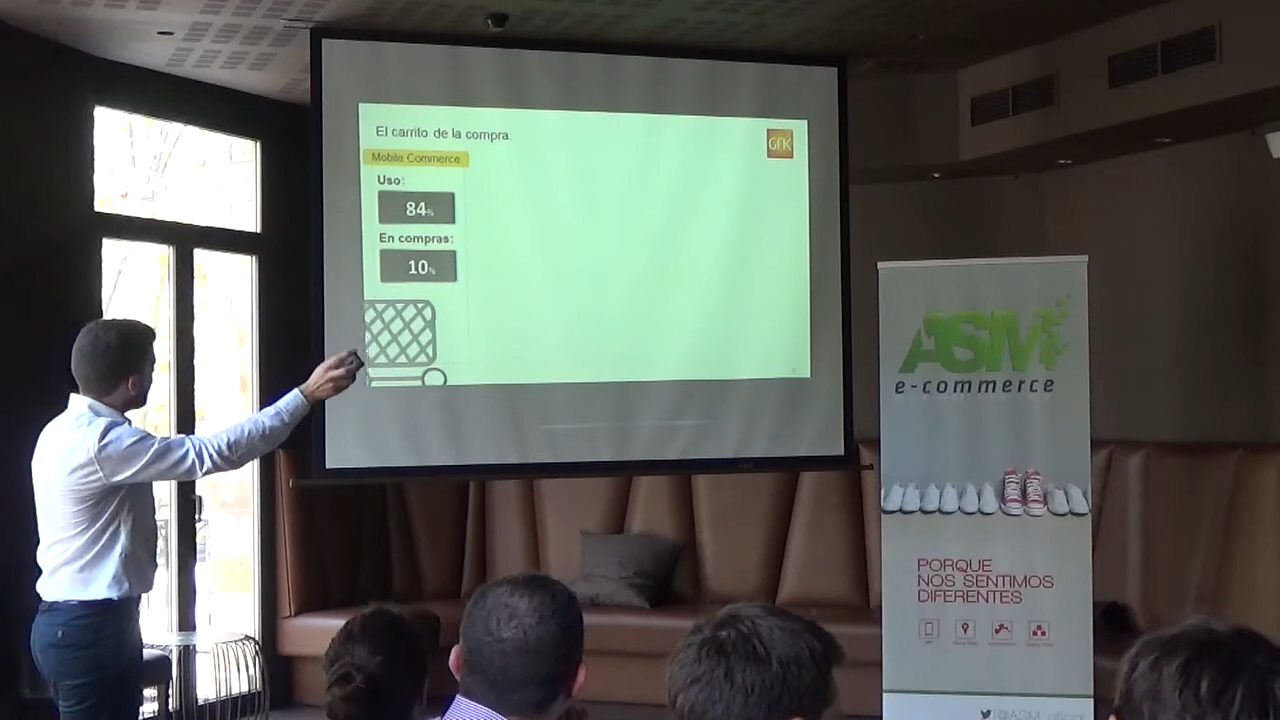 El carrito de la compra:
GfK
Mobile Commerce
Uso:
84%
En compras:
10%
ASM
e-commerce
PORQUE
NOS SENTIMOS
DIFERENTES
@ASM_oficial